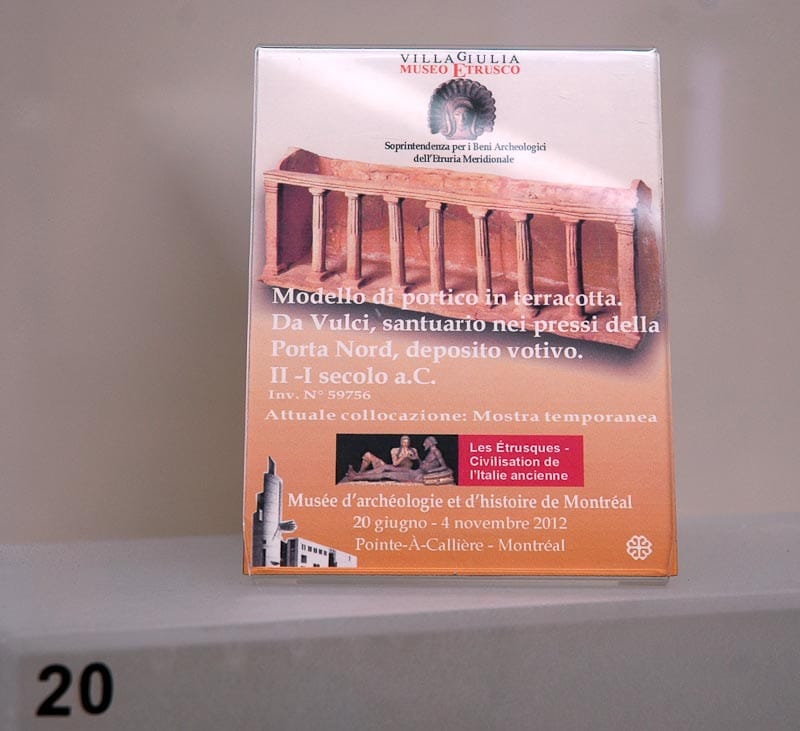 VILLA GIULIA
MUSEO ETRUSCO
Soprintendenza per i Beni Archeologici
dell'Etruria Meridionale
Modello di portico in terracotta.
Da Vulci, santuario nei pressi della
Porta Nord, deposito votivo.
II -I secolo a.C.
Inv. N° 59756
Attuale collocazione: Mostra temporanea
Les Étrusques -
Civilisation de
l'Italie ancienne
Musée d'archéologie et d'histoire de Montréal
20 giugno - 4 novembre 2012
Pointe-À-Callière - Montréal
20